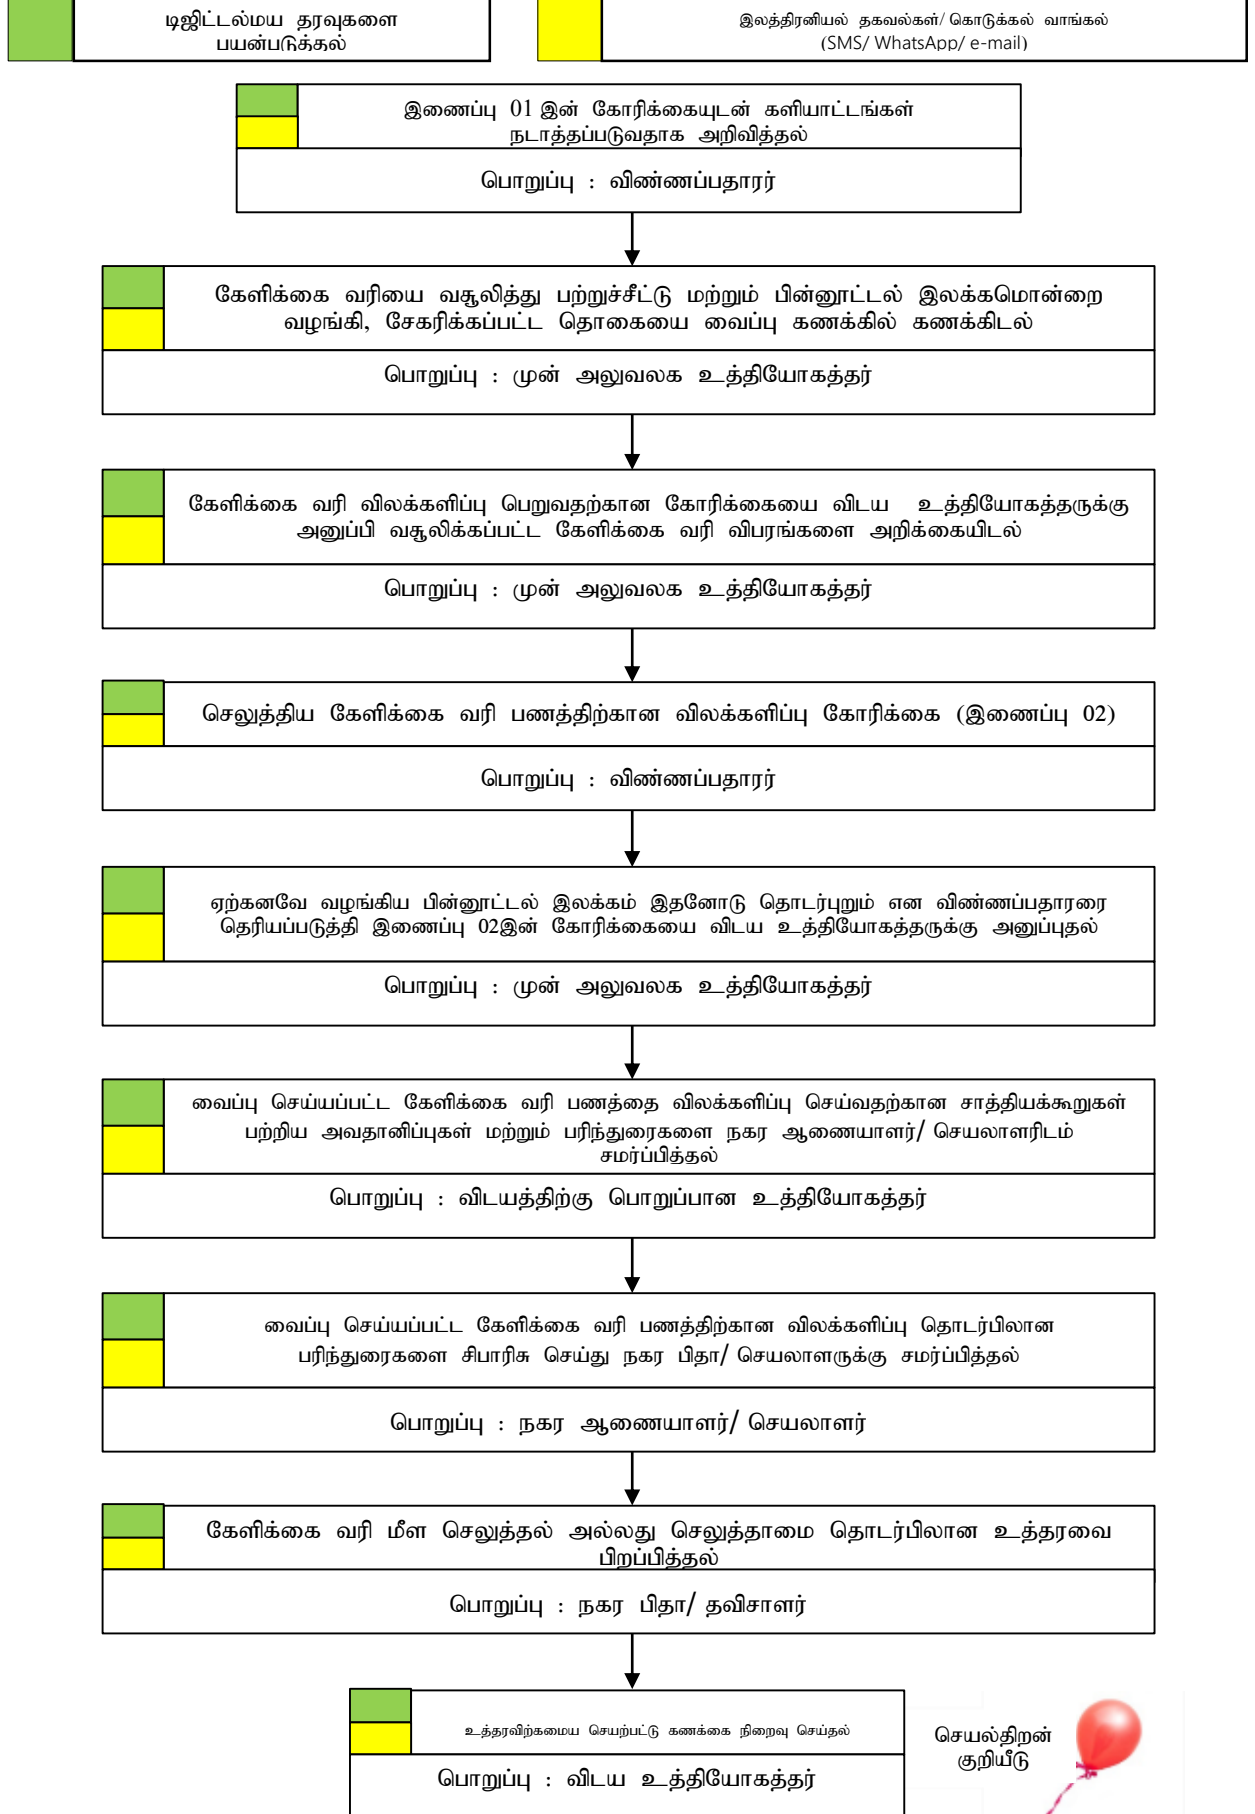 டிஜிட்டல்மய தரவுகளை
பயன்படுத்கல்
இலத்திரனியல் தகவல்கள்/ கொடுக்கல் வாங்கல்
(SMS/ WhatsApp/ e-mail)
இணைப்பு 01 இன் கோரிக்கையுடன் களியாட்டங்கள்
நடாத்தப்படுவதாக அறிவித்தல்
பொறுப்பு : விண்ணப்பதாரர்
கேளிக்கை வரியை வசூலித்து பற்றுச்சீட்டு மற்றும் பின்னூட்டல் இலக்கமொன்றை
வழங்கி, சேகரிக்கப்பட்ட தொகையை வைப்பு கணக்கில் கணக்கிடல்
பொறுப்பு : முன் அலுவலக உத்தியோகத்தர்
கேளிக்கை வரி விலக்களிப்பு பெறுவதற்கான கோரிக்கையை விடய உத்தியோகத்தருக்கு
அனுப்பி வசூலிக்கப்பட்ட கேளிக்கை வரி விபரங்களை அறிக்கையிடல்
பொறுப்பு : முன் அலுவலக உத்தியோகத்தர்
செலுத்திய கேளிக்கை வரி பணத்திற்கான விலக்களிப்பு கோரிக்கை (இணைப்பு 02)
பொறுப்பு : விண்ணப்பதாரர்
ஏற்கனவே வழங்கிய பின்னூட்டல் இலக்கம் இதனோடு தொடர்புறும் என விண்ணப்பதாரரை
தெரியப்படுத்தி இணைப்பு 02இன் கோரிக்கையை விடய உத்தியோகத்தருக்கு அனுப்புதல்
பொறுப்பு : முன் அலுவலக உத்தியோகத்தர்
வைப்பு செய்யப்பட்ட கேளிக்கை வரி பணத்தை விலக்களிப்பு செய்வதற்கான சாத்தியக்கூறுகள்
பற்றிய அவதானிப்புகள் மற்றும் பரிந்துரைகளை நகர ஆணையாளர்/ செயலாளரிடம்
சமர்ப்பித்தல்
பொறுப்பு : விடயத்திற்கு பொறுப்பான உத்தியோகத்தர்
வைப்பு செய்யப்பட்ட கேளிக்கை வரி பணத்திற்கான விலக்களிப்பு தொடர்பிலான
பரிந்துரைகளை சிபாரிசு செய்து நகர பிதா/ செயலாளருக்கு சமர்ப்பித்தல்
பொறுப்பு : நகர ஆணையாளர்/ செயலாளர்
கேளிக்கை வரி மீள செலுத்தல் அல்லது செலுத்தாமை தொடர்பிலான உத்தரவை
பிறப்பித்தல்
பொறுப்பு : நகர பிதா/ தவிசாளர்
உத்தரவிற்கமைய செயற்பட்டு கணக்கை நிறைவு செய்தல்
பொறுப்பு : விடய உத்தியோகத்தர்
செயல்திறன்
குறியீடு